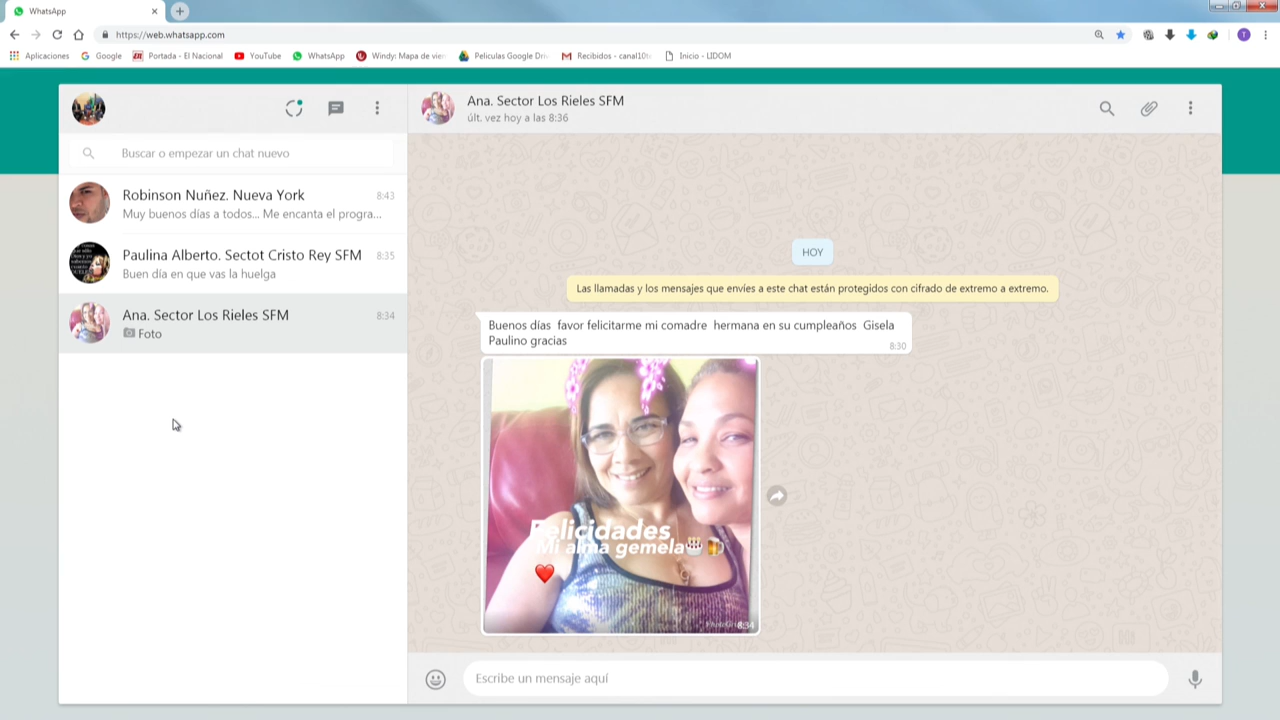 WhatsApp
https://web.whatsapp.com
Aplicaciones
Google
Portada - El Nacional
YouTube
WhatsApp
Windy: Mapa de vien
Peliculas Google Dri
Recibidos - canal10t
Inicio - LIDOM
T
Buscar o empezar un chat nuevo
Robinson Nuñez. Nueva York
8:43
Muy buenos días a todos... Me encanta el progra...
Paulina Alberto. Sectot Cristo Rey SFM
8:35
Buen día en que vas la huelga
Ana. Sector Los Rieles SFM
8:34
Foto
Ana. Sector Los Rieles SFM
últ. vez hoy a las 8:36
HOY
Las llamadas y los mensajes que envíes a este chat están protegidos con cifrado de extremo a extremo.
Buenos días favor felicitarme mi comadre hermana en su cumpleaños Gisela
Paulino gracias
8:30
Felicidades
Mi alma gemela🎂🍺
❤️
8:34
Escribe un mensaje aquí